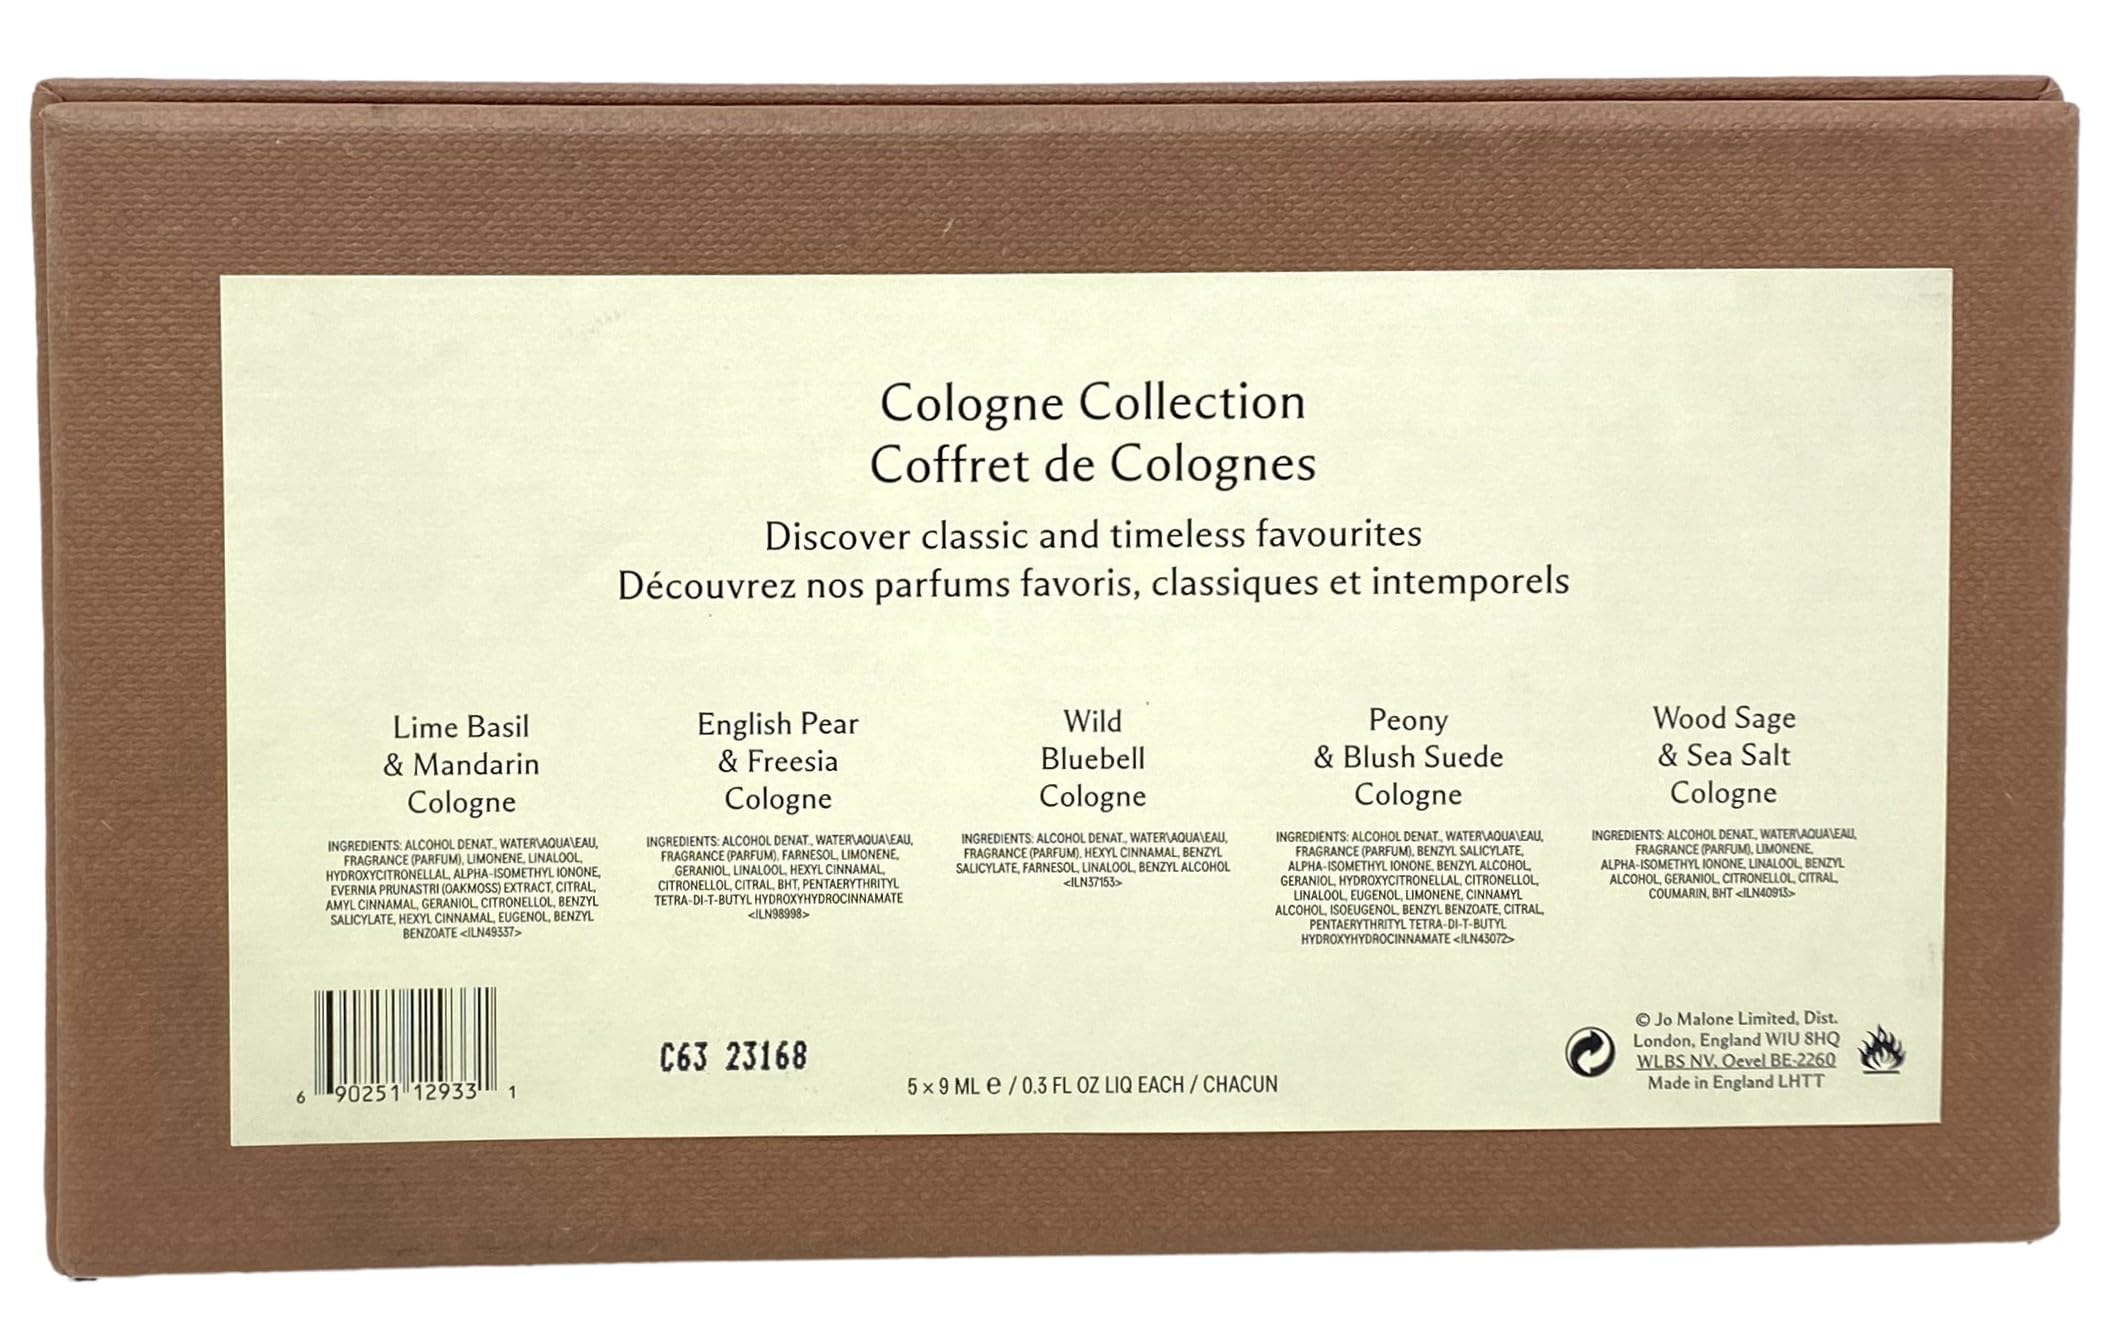 Cologne Collection
Coffret de Colognes
Discover classic and timeless favourites
Découvrez nos parfums favoris, classiques et intemporels
Lime Basil
& Mandarin
Cologne
INGREDIENTS: ALCOHOL DENAT., WATER\AQUA\EAU,
FRAGRANCE (PARFUM), LIMONENE, LINALOOL,
HYDROXYCITRONELLAL, ALPHA-ISOMETHYL IONONE,
EVERNIA PRUNASTRI (OAKMOSS) EXTRACT, CITRAL,
AMYL CINNAMAL, GERANIOL, CITRONELLOL, BENZYL
SALICYLATE, HEXYL CINNAMAL, EUGENOL, BENZYL
BENZOATE <ILN49337>
English Pear
& Freesia
Cologne
INGREDIENTS: ALCOHOL DENAT., WATER\AQUA\EAU,
FRAGRANCE (PARFUM), FARNESOL, LIMONENE,
GERANIOL, LINALOOL, HEXYL CINNAMAL,
CITRONELLOL, CITRAL, BHT, PENTAERYTHRITYL
TETRA-DI-T-BUTYL HYDROXYHYDROCINNAMATE
<ILN98998>
Wild
Bluebell
Cologne
INGREDIENTS: ALCOHOL DENAT., WATER\AQUA\EAU,
FRAGRANCE (PARFUM), HEXYL CINNAMAL, BENZYL
SALICYLATE, FARNESOL, LINALOOL, BENZYL ALCOHOL
<ILN37153>
Peony
& Blush Suede
Cologne
INGREDIENTS: ALCOHOL DENAT., WATER\AQUA\EAU,
FRAGRANCE (PARFUM), BENZYL SALICYLATE,
ALPHA-ISOMETHYL IONONE, BENZYL ALCOHOL,
GERANIOL, HYDROXYCITRONELLAL, CITRONELLOL,
LINALOOL, EUGENOL, LIMONENE, CINNAMYL
ALCOHOL, ISOEUGENOL, BENZYL BENZOATE, CITRAL,
PENTAERYTHRITYL TETRA-DI-T-BUTYL
HYDROXYHYDROCINNAMATE <ILN43072>
Wood Sage
& Sea Salt
Cologne
INGREDIENTS: ALCOHOL DENAT., WATER\AQUA\EAU,
FRAGRANCE (PARFUM), LIMONENE,
ALPHA-ISOMETHYL IONONE, LINALOOL, BENZYL
ALCOHOL, GERANIOL, CITRONELLOL, CITRAL,
COUMARIN, BHT <ILN40913>
6 90251 12933 1
C63 23168
5 × 9 ML e / 0.3 FL OZ LIQ EACH / CHACUN
© Jo Malone Limited, Dist.
London, England W1U 8HQ
WLBS NV, Oevel BE-2260
Made in England LHTT